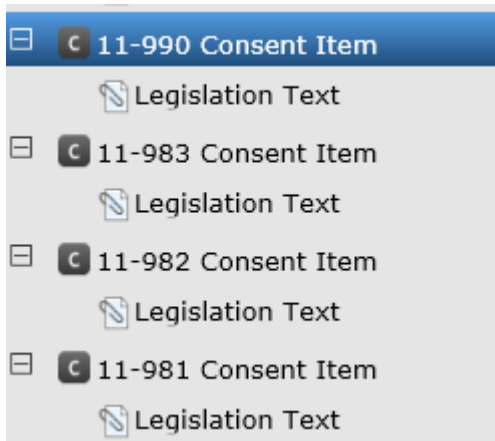 C 11-990 Consent Item
Legislation Text
C 11-983 Consent Item
Legislation Text
C 11-982 Consent Item
Legislation Text
C 11-981 Consent Item
Legislation Text